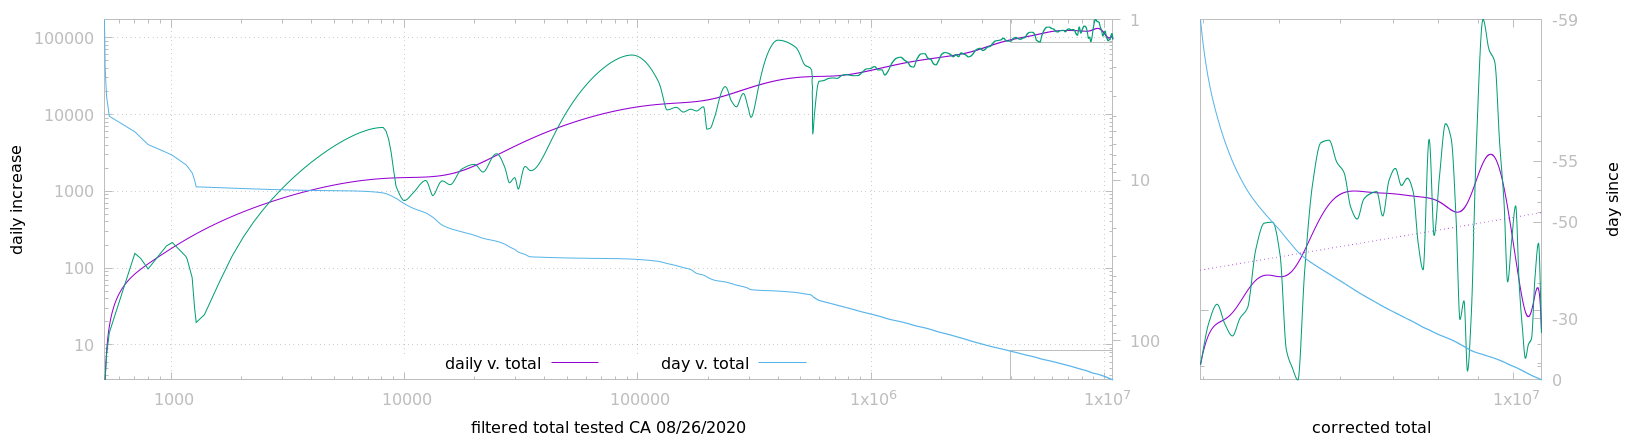 daily increase
100000
10000
1000
100
10
1
10
100
daily v. total
day v. total
1000
10000
100000
1x10^6
1x10^7
filtered total tested CA 08/26/2020
-59
-55
-50
-30
0
day since
1x10^7
corrected total